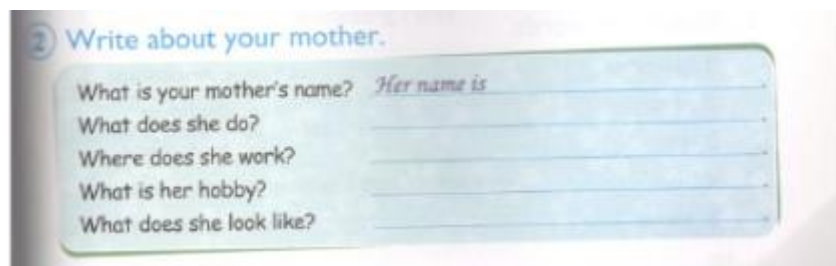 2 Write about your mother.
What is your mother's name? Her name is .
What does she do? .
Where does she work? .
What is her hobby? .
What does she look like? .